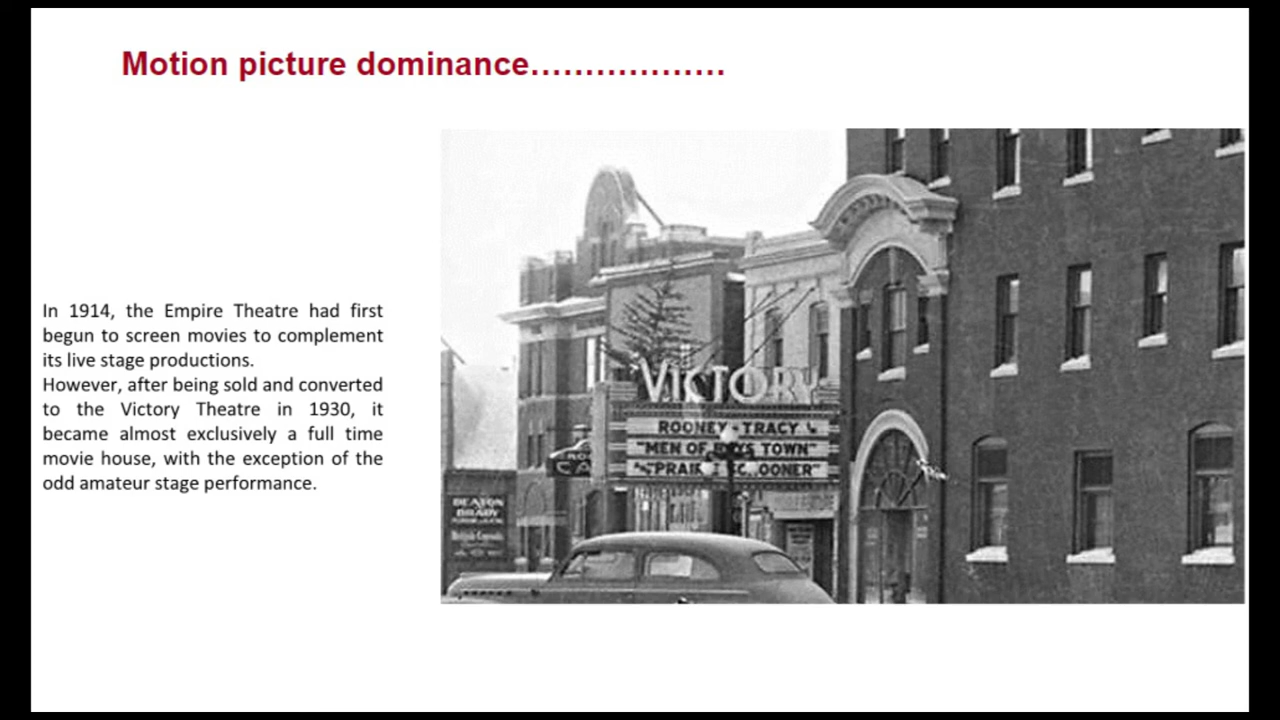 Motion picture dominance………………
In 1914, the Empire Theatre had first
begun to screen movies to complement
its live stage productions.
However, after being sold and converted
to the Victory Theatre in 1930, it
became almost exclusively a full time
movie house, with the exception of the
odd amateur stage performance.
VICTORY
ROONEY - TRACY
"MEN OF BOYS TOWN"
CA
BRADY